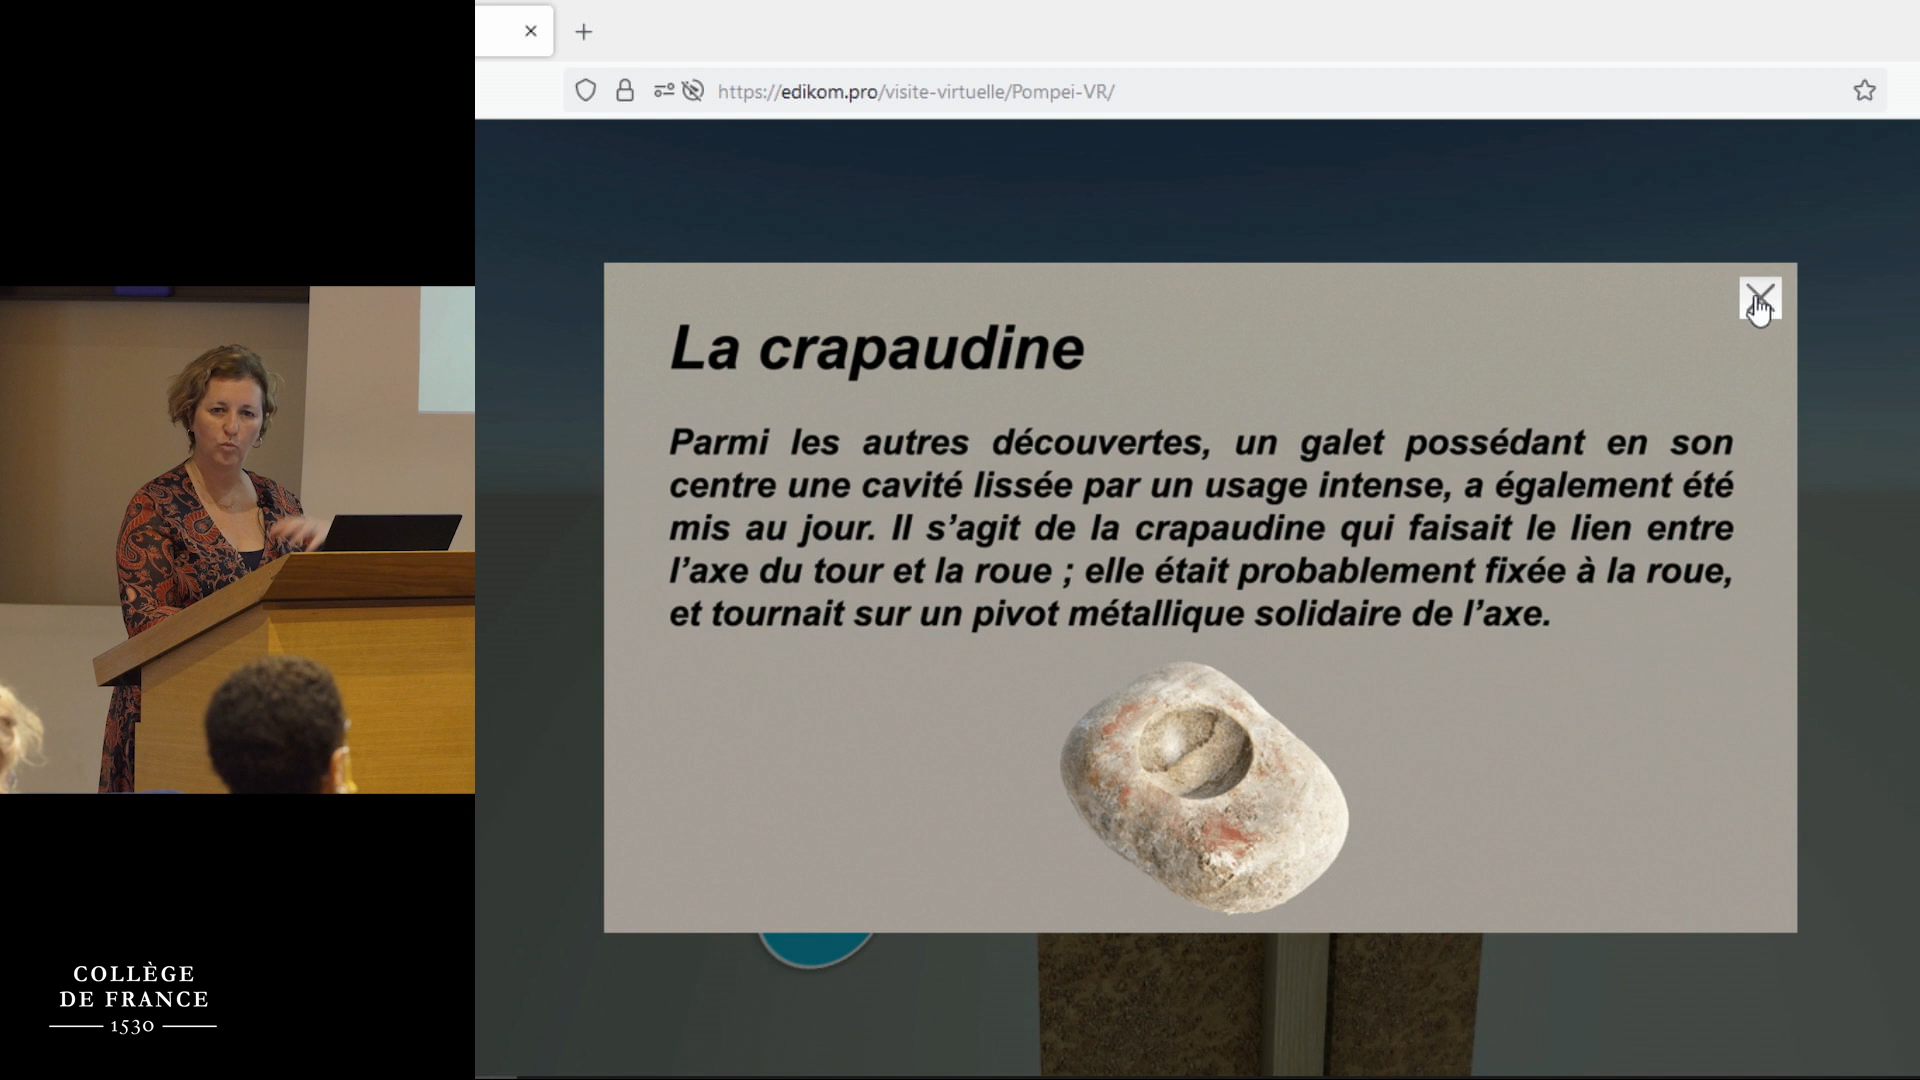 https://edikom.pro/visite-virtuelle/Pompei-VR/
La crapaudine
Parmi les autres découvertes, un galet possédant en son
centre une cavité lissée par un usage intense, a également été
mis au jour. Il s’agit de la crapaudine qui faisait le lien entre
l’axe du tour et la roue ; elle était probablement fixée à la roue,
et tournait sur un pivot métallique solidaire de l’axe.
COLLÈGE
DE FRANCE
1530